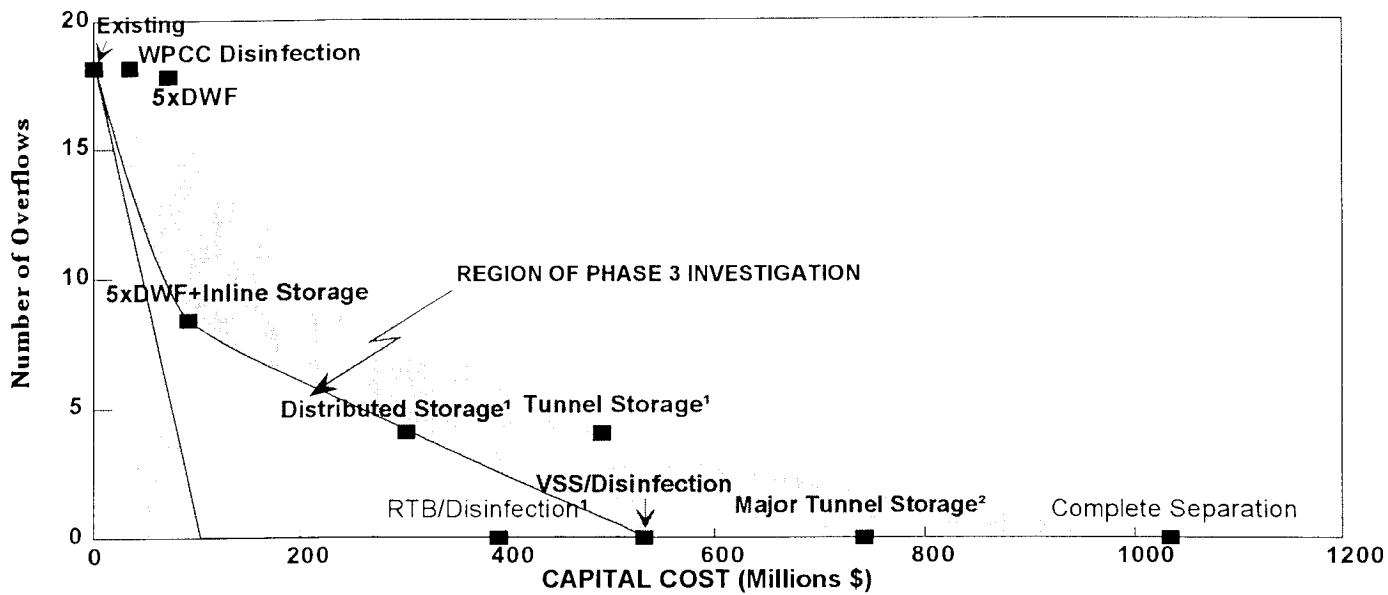 20
Existing
WPCC Disinfection
5xDWF
15
Number of Overflows
10
REGION OF PHASE 3 INVESTIGATION
5xDWF+Inline Storage
5
Distributed Storage¹
Tunnel Storage¹
VSS/Disinfection
RTB/Disinfection¹
Major Tunnel Storage²
Complete Separation
0
0 200 400 600 800 1000 1200
CAPITAL COST (Millions $)